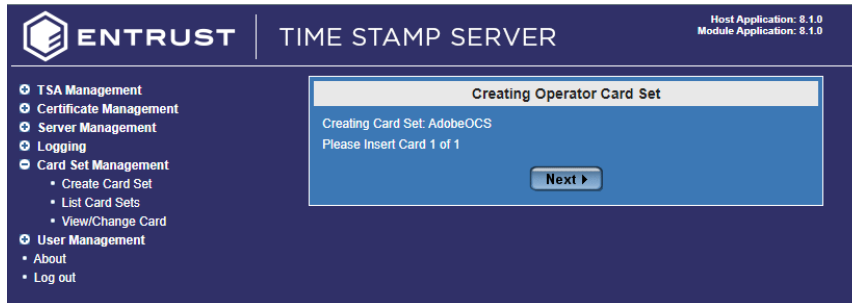 ENTRUST
TIME STAMP SERVER
Host Application: 8.1.0
Module Application: 8.1.0
TSA Management
Certificate Management
Server Management
Logging
Card Set Management
Create Card Set
List Card Sets
View/Change Card
User Management
About
Log out
Creating Operator Card Set
Creating Card Set: AdobeOCS
Please Insert Card 1 of 1
Next